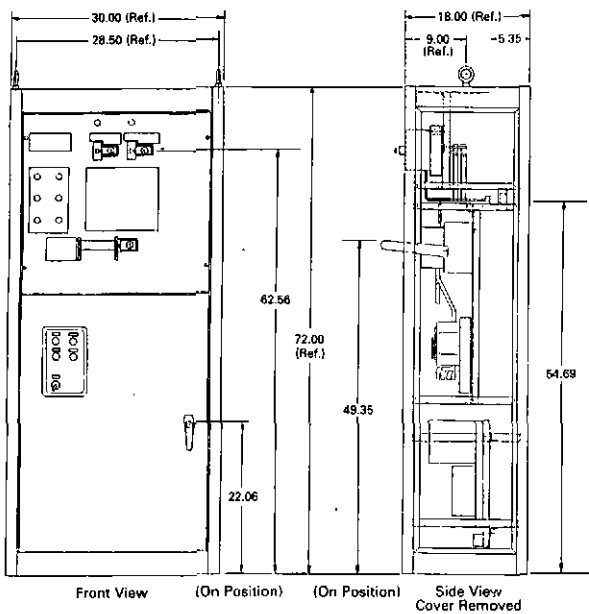 30.00 (Ref.)
28.50 (Ref.)
18.00 (Ref.)
9.00
(Ref.)
5.35
62.56
72.00
(Ref.)
49.35
54.69
22.06
Front View
(On Position)
(On Position)
Side View
Cover Removed